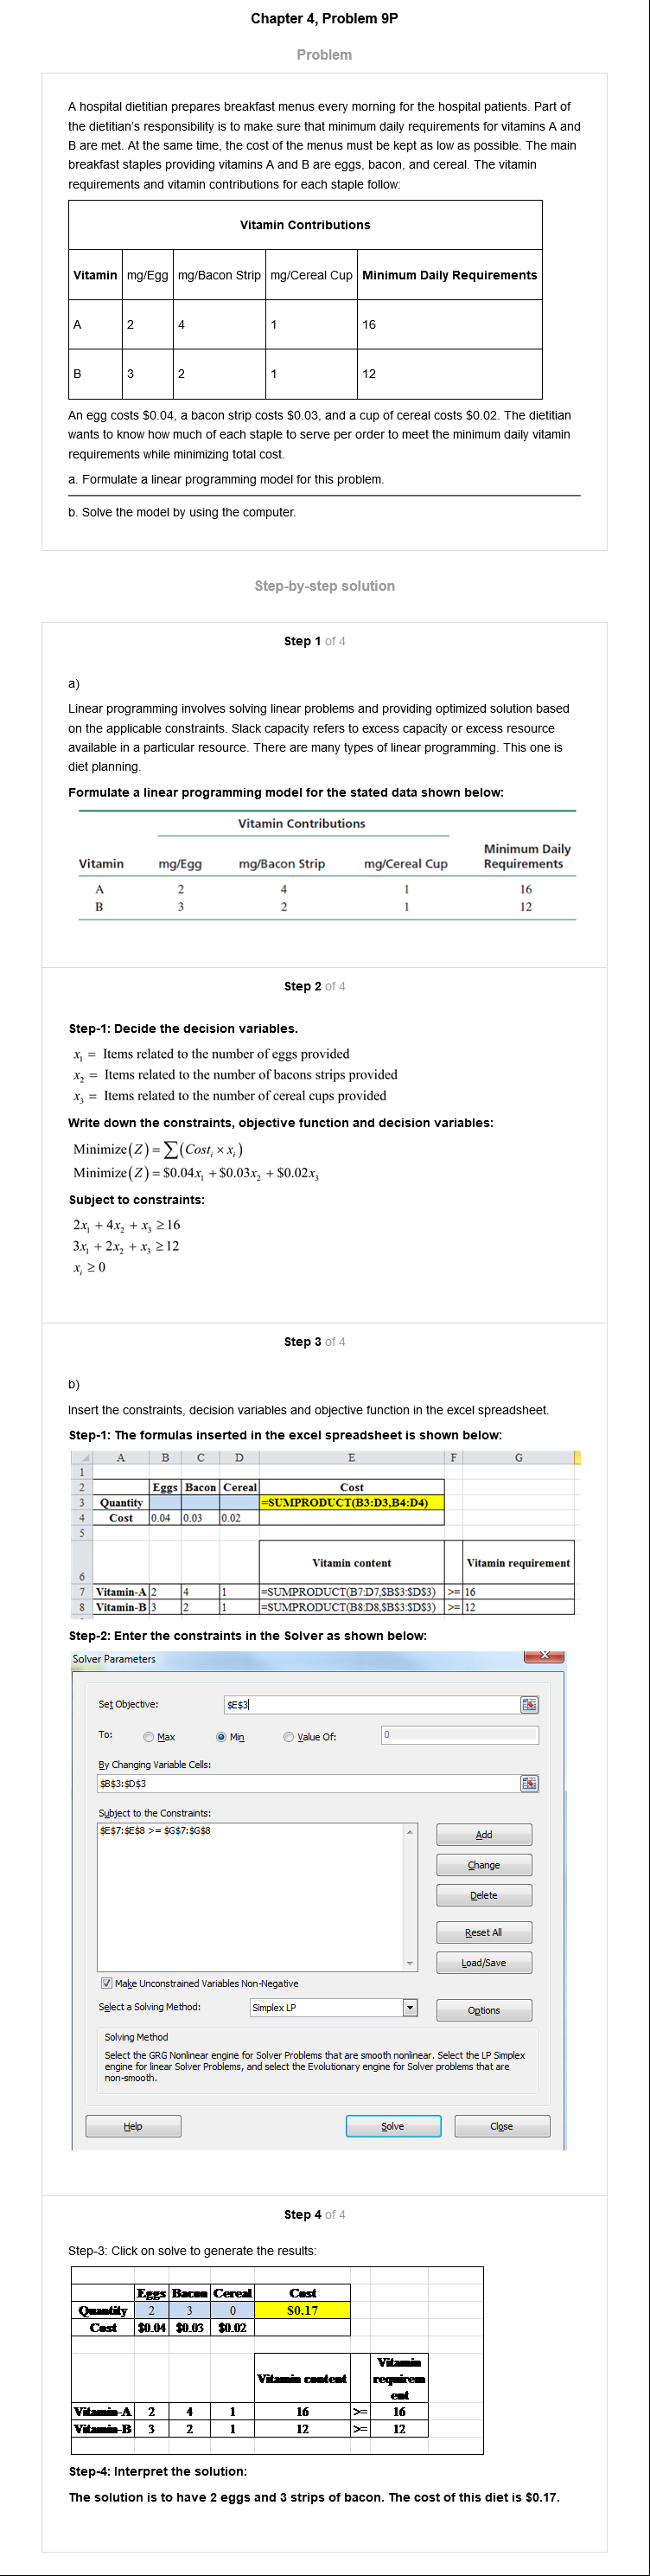 Chapter 4, Problem 9P
Problem
A hospital dietitian prepares breakfast menus every morning for the hospital patients. Part of
the dietitian's responsibility is to make sure that minimum daily requirements for vitamins A and
B are met. At the same time, the cost of the menus must be kept as low as possible. The main
breakfast staples providing vitamins A and B are eggs, bacon, and cereal. The vitamin
requirements and vitamin contributions for each staple follow:
Vitamin Contributions
Vitamin mg/Egg mg/Bacon Strip mg/Cereal Cup Minimum Daily Requirements
A 2 4 1 16
B 3 2 1 12
An egg costs $0.04, a bacon strip costs $0.03, and a cup of cereal costs $0.02. The dietitian
wants to know how much of each staple to serve per order to meet the minimum daily vitamin
requirements while minimizing total cost.
a. Formulate a linear programming model for this problem.
b. Solve the model by using the computer.
Step-by-step solution
Step 1 of 4
a)
Linear programming involves solving linear problems and providing optimized solution based
on the applicable constraints. Slack capacity refers to excess capacity or excess resource
available in a particular resource. There are many types of linear programming. This one is
diet planning.
Formulate a linear programming model for the stated data shown below:
Vitamin Contributions
Minimum Daily
Vitamin mg/Egg mg/Bacon Strip mg/Cereal Cup Requirements
A 2 4 1 16
B 3 2 1 12
Step 2 of 4
Step-1: Decide the decision variables.
x₁ = Items related to the number of eggs provided
x₂ = Items related to the number of bacons strips provided
x₃ = Items related to the number of cereal cups provided
Write down the constraints, objective function and decision variables:
Minimize(Z) = ∑(Costᵢ × xᵢ)
Minimize(Z) = $0.04x₁ + $0.03x₂ + $0.02x₃
Subject to constraints:
2x₁ + 4x₂ + x₃ ≥ 16
3x₁ + 2x₂ + x₃ ≥ 12
xᵢ ≥ 0
Step 3 of 4
b)
Insert the constraints, decision variables and objective function in the excel spreadsheet.
Step-1: The formulas inserted in the excel spreadsheet is shown below:
A B C D E F G
1
2 Eggs Bacon Cereal Cost
3 Quantity =SUMPRODUCT(B3:D3,B4:D4)
4 Cost 0.04 0.03 0.02
5
6 Vitamin content Vitamin requirement
7 Vitamin-A 2 4 1 =SUMPRODUCT(B7:D7,$B$3:$D$3) >= 16
8 Vitamin-B 3 2 1 =SUMPRODUCT(B8:D8,$B$3:$D$3) >= 12
Step-2: Enter the constraints in the Solver as shown below:
Solver Parameters
X
Set Objective: $E$3
To: Max Min Value Of: 0
By Changing Variable Cells:
$B$3:$D$3
Subject to the Constraints:
$E$7:$E$8 >= $G$7:$G$8
Add
Change
Delete
Reset All
Load/Save
Make Unconstrained Variables Non-Negative
Select a Solving Method: Simplex LP Options
Solving Method
Select the GRG Nonlinear engine for Solver Problems that are smooth nonlinear. Select the LP Simplex
engine for linear Solver Problems, and select the Evolutionary engine for Solver problems that are
non-smooth.
Help Solve Close
Step 4 of 4
Step-3: Click on solve to generate the results:
Eggs Bacon Cereal Cost
Quantity 2 3 0 $0.17
Cost $0.04 $0.03 $0.02
Vitamin
Vitamin content requirem
ent
Vitamin-A 2 4 1 16 >= 16
Vitamin-B 3 2 1 12 >= 12
Step-4: Interpret the solution:
The solution is to have 2 eggs and 3 strips of bacon. The cost of this diet is $0.17.